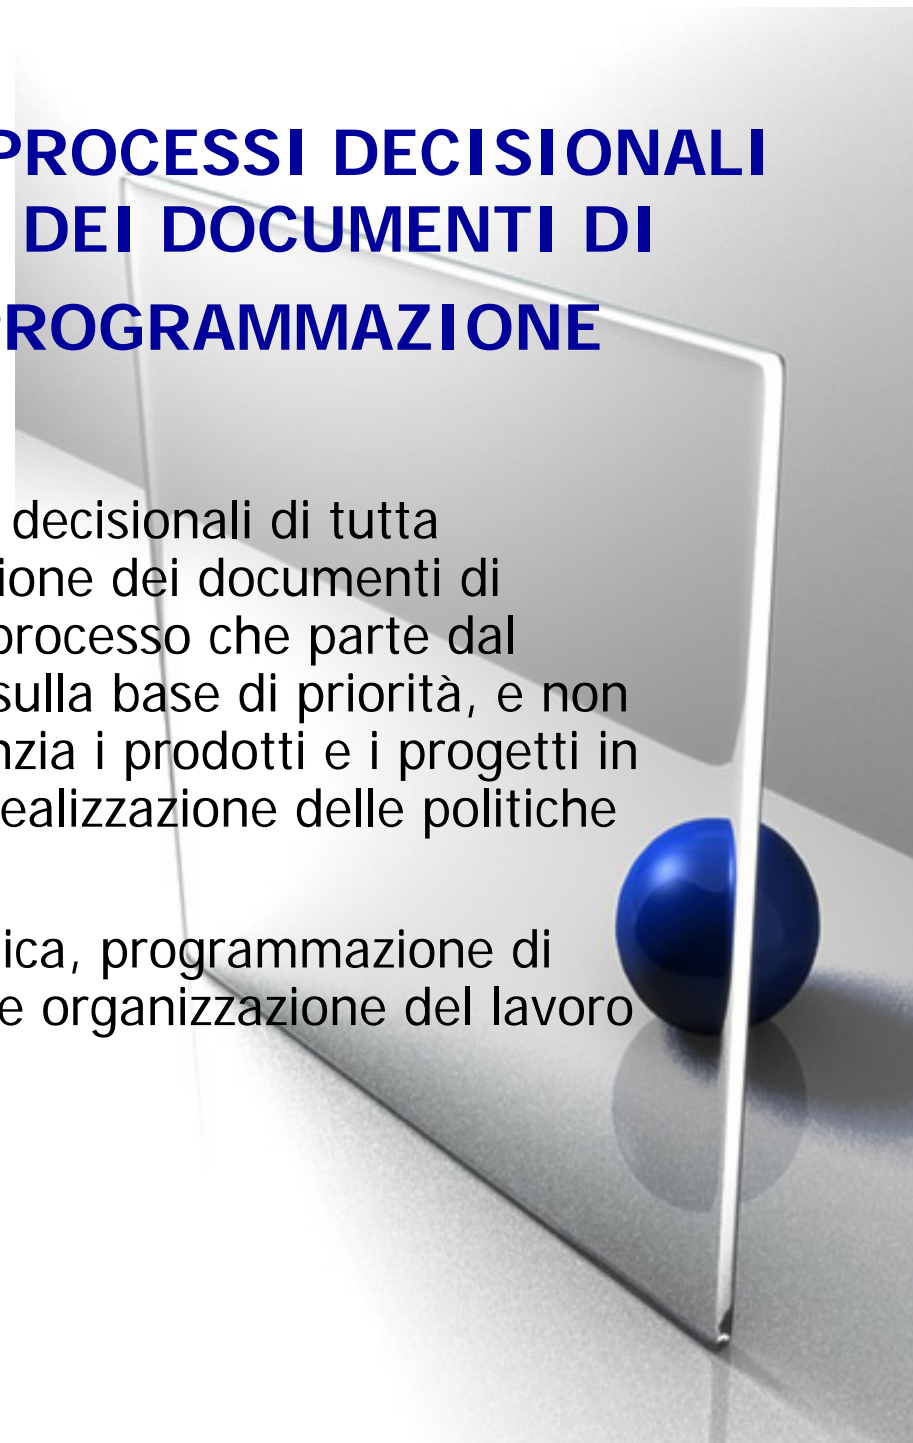 PROCESSI DECISIONALI
DEI DOCUMENTI DI
ROGRAMMAZIONE
decisionali di tutta
ione dei documenti di
processo che parte dal
sulla base di priorità, e non
nzia i prodotti e i progetti in
ealizzazione delle politiche
ica, programmazione di
e organizzazione del lavoro